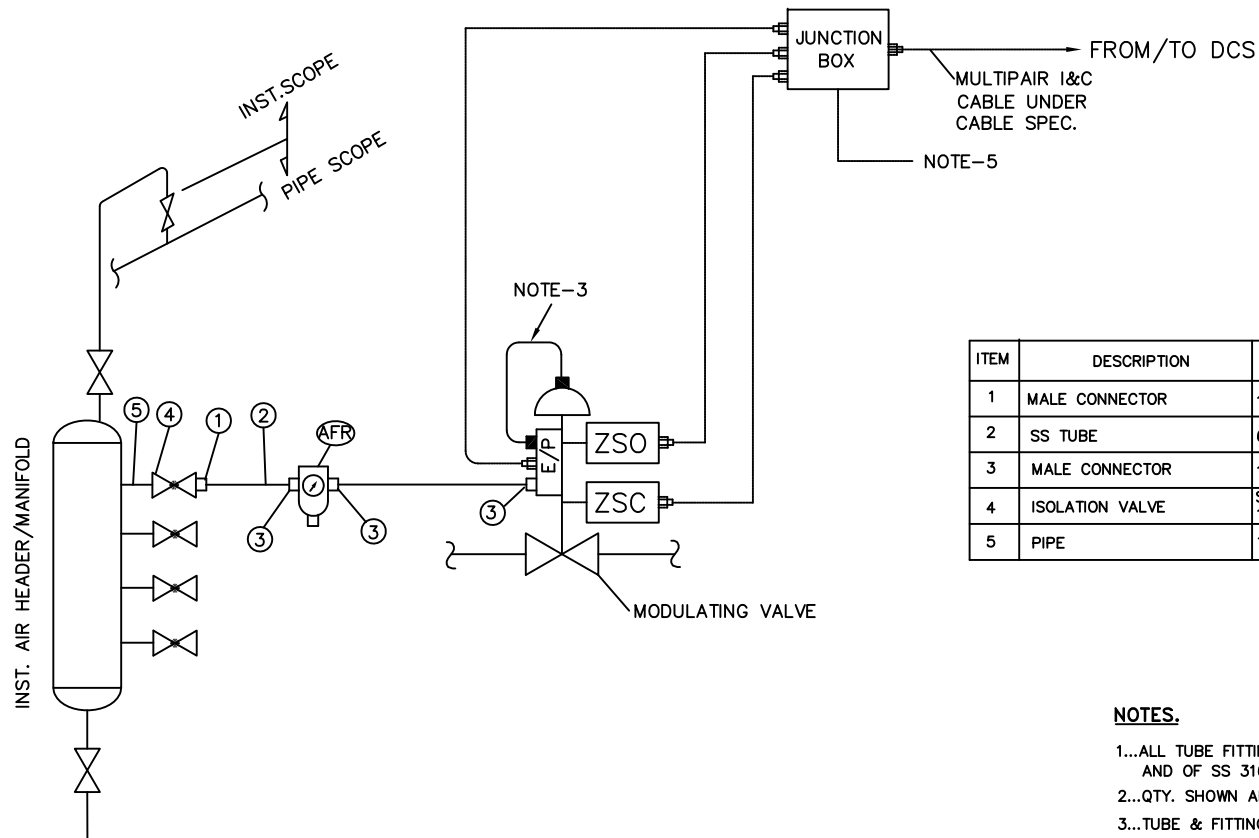 JUNCTION
BOX
FROM/TO DCS
MULTIPAIR I&C
CABLE UNDER
CABLE SPEC.
NOTE-5
INST.SCOPE
PIPE SCOPE
NOTE-3
INST. AIR HEADER/MANIFOLD
5
4
1
2
AFR
3
3
3
E/P
ZSO
ZSC
MODULATING VALVE
ITEM DESCRIPTION
1 MALE CONNECTOR
2 SS TUBE
3 MALE CONNECTOR
4 ISOLATION VALVE
5 PIPE
NOTES.
1...ALL TUBE
AND OF SS
2...QTY. SHOWN
3...TUBE &